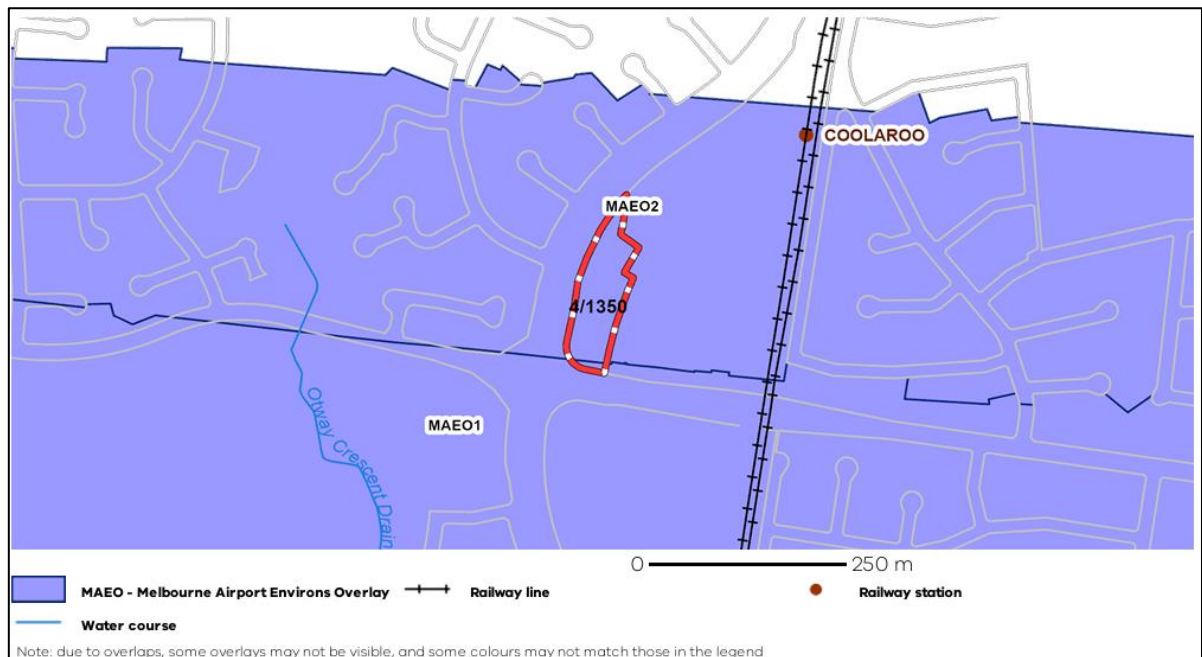 COOLAROO
MAEO2
4/1350
MAEO1
Otway Crescent Drain
0 250 m
MAEO - Melbourne Airport Environs Overlay Railway line Railway station
Water course
Note: due to overlaps, some overlays may not be visible, and some colours may not match those in the legend